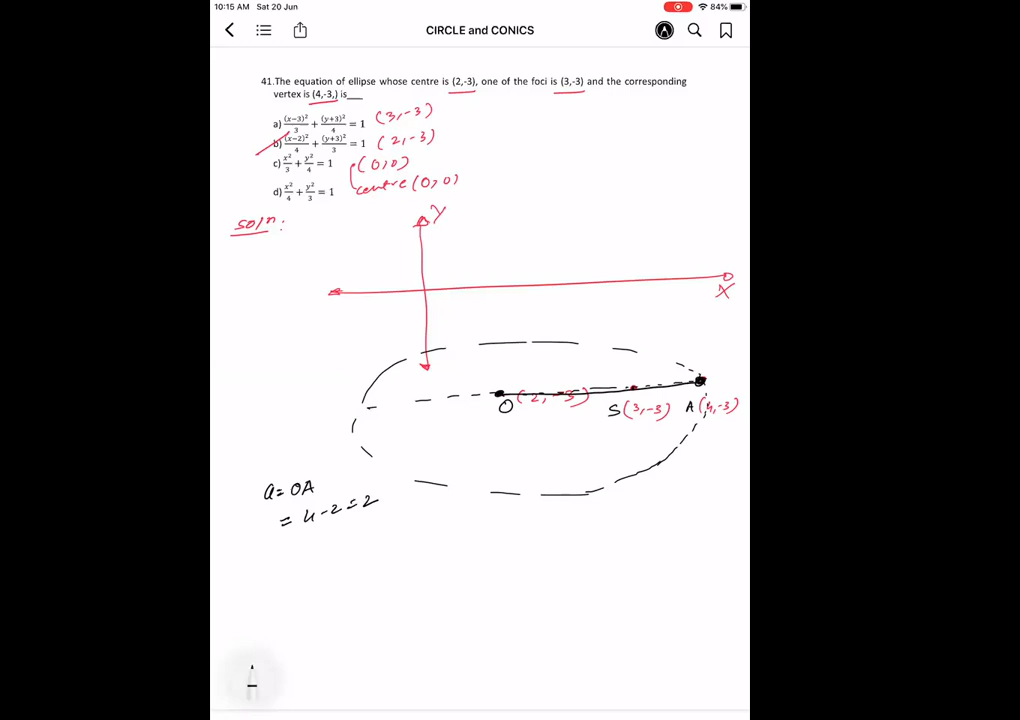 10:15 AM Sat 20 Jun
84%
CIRCLE and CONICS
41.The equation of ellipse whose centre is (2,-3), one of the foci is (3,-3) and the corresponding
vertex is (4,-3,) is___
a) (x−3)²/3 + (y+3)²/4 = 1 (3,-3)
b) (x−2)²/4 + (y+3)²/3 = 1 (2,-3)
c) x²/3 + y²/4 = 1 (0,0)
centre (0,0)
d) x²/4 + y²/3 = 1
Solⁿ:
Y
X
O (2,-3)
S (3,-3)
A (4,-3)
a = OA
= 4-2 = 2